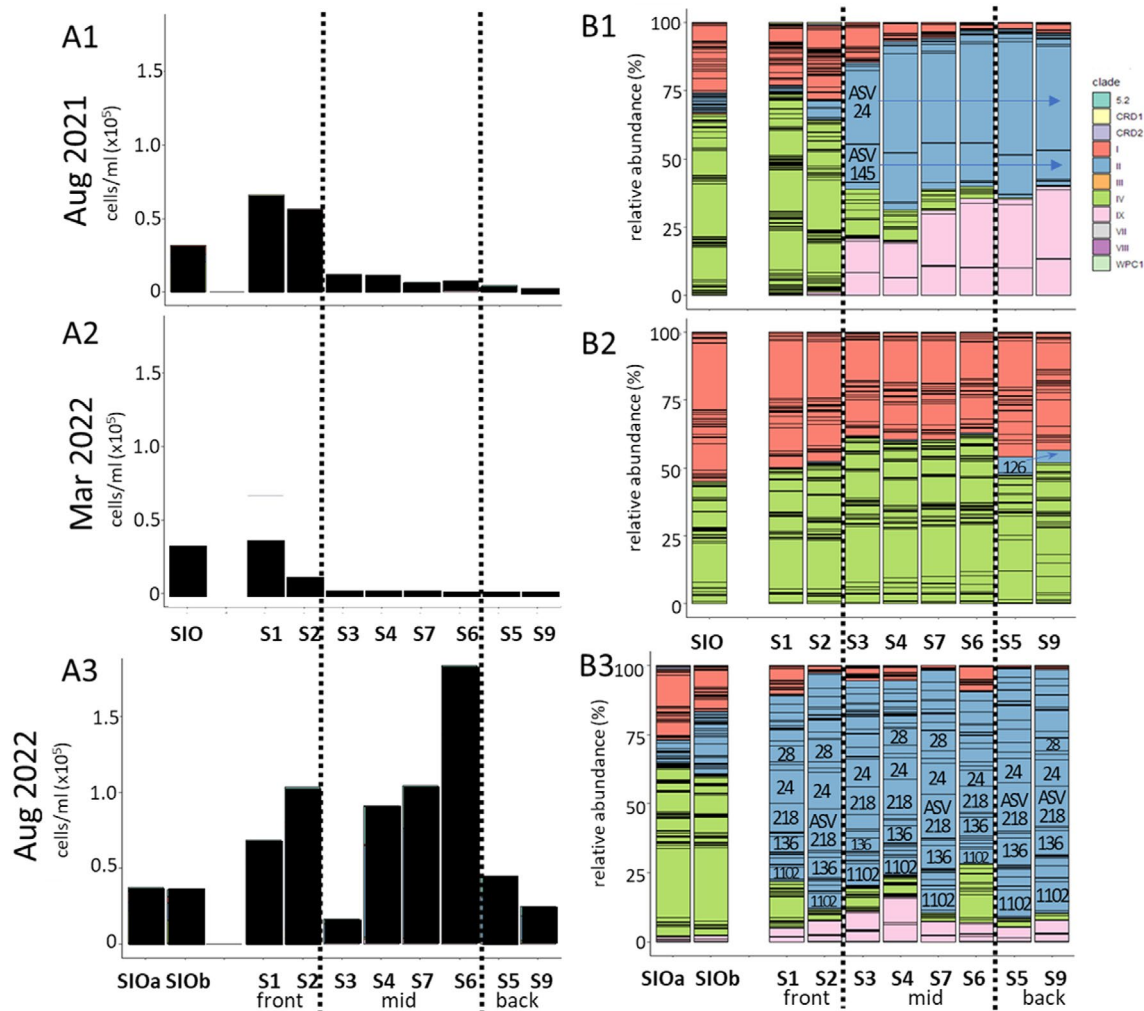 A1
Aug 2021
cells/ml (x10⁵)
1.5
1.0
0.5
0
B1
relative abundance (%)
100
75
50
25
0
ASV
24
ASV
145
clade
5.2
CRD1
CRD2
I
II
III
IV
IX
VII
VIII
WPC1
A2
Mar 2022
cells/ml (x10⁵)
1.5
1.0
0.5
0
SIO S1 S2 S3 S4 S7 S6 S5 S9
B2
relative abundance (%)
100
75
50
25
0
126
SIO S1 S2 S3 S4 S7 S6 S5 S9
A3
Aug 2022
cells/ml (x10⁵)
1.5
1.0
0.5
0
SIOa SIOb S1 S2 S3 S4 S7 S6 S5 S9
front mid back
B3
relative abundance (%)
100
75
50
25
0
28
24
218
136
1102
28
24
ASV
218
136
1102
24
218
136
1102
28
24
218
136
1102
28
24
ASV
218
136
1102
24
218
136
1102
24
ASV
218
136
1102
28
24
ASV
218
136
1102
SIOa SIOb S1 S2 S3 S4 S7 S6 S5 S9
front mid back